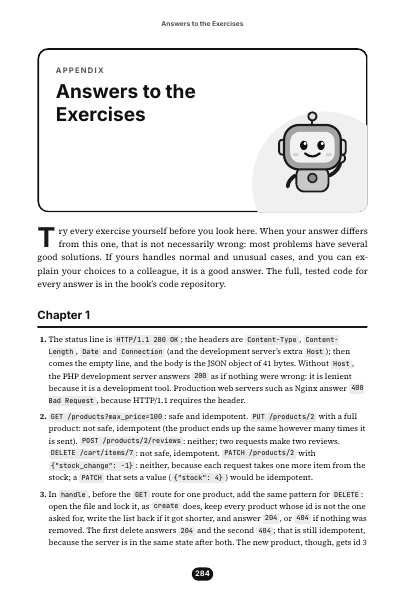 Answers to the Exercises
APPENDIX
Answers to the
Exercises
Try every exercise yourself before you look here. When your answer differs
from this one, that is not necessarily wrong: most problems have several
good solutions. If yours handles normal and unusual cases, and you can ex-
plain your choices to a colleague, it is a good answer. The full, tested code for
every answer is in the book's code repository.
Chapter 1
1. The status line is HTTP/1.1 200 OK; the headers are Content-Type, Content-
Length, Date and Connection (and the development server's extra Host); then
comes the empty line, and the body is the JSON object of 41 bytes. Without Host,
the PHP development server answers 200 as if nothing were wrong: it is lenient
because it is a development tool. Production web servers such as Nginx answer 400
Bad Request, because HTTP/1.1 requires the header.
2. GET /products?max_price=100: safe and idempotent. PUT /products/2 with a full
product: not safe, idempotent (the product ends up the same however many times it
is sent). POST /products/2/reviews: neither; two requests make two reviews.
DELETE /cart/items/7: not safe, idempotent. PATCH /products/2 with
{"stock_change": -1}: neither, because each request takes one more item from the
stock; a PATCH that sets a value ({"stock": 4}) would be idempotent.
3. In handle, before the GET route for one product, add the same pattern for DELETE:
open the file and lock it, as create does, keep every product whose id is not the one
asked for, write the list back if it got shorter, and answer 204, or 404 if nothing was
removed. The first delete answers 204 and the second 404; that is still idempotent,
because the server is in the same state after both. The new product, though, gets id 3
284